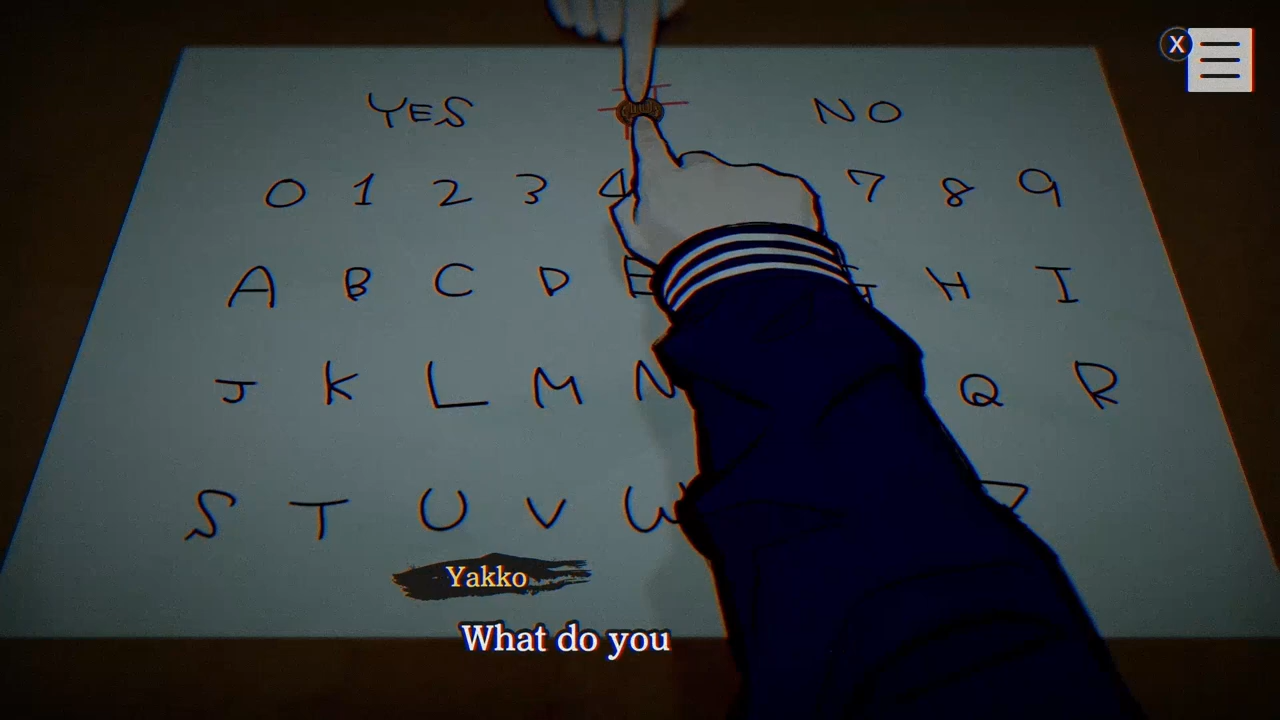 X
YES NO
0 1 2 3 4 7 8 9
A B C D E G H I
J K L M N Q R
S T U V W Z
Yakko
What do you